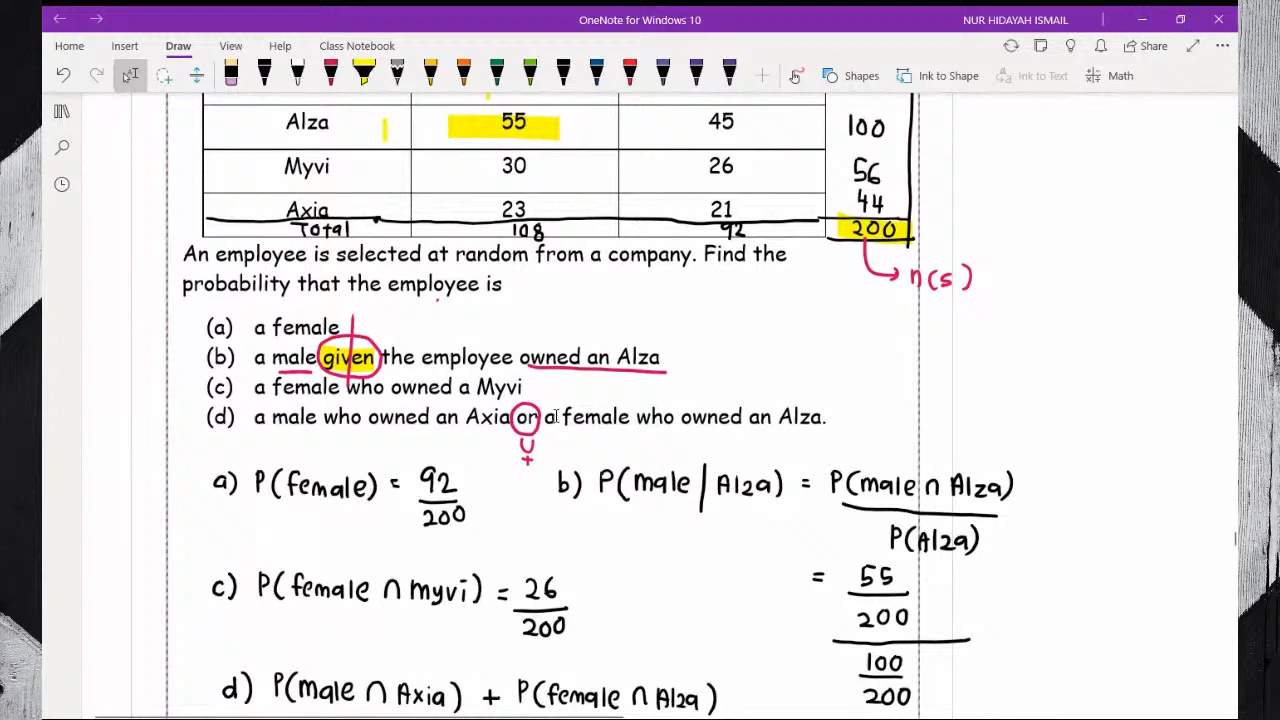 OneNote for Windows 10
NUR HIDAYAH ISMAIL
Home Insert Draw View Help Class Notebook
Share
Shapes Ink to Shape Ink to Text Math
Alza 55 45 100
Myvi 30 26 56
Axia 23 21 44
Total 108 92 200
An employee is selected at random from a company. Find the
n(s)
probability that the employee is
(a) a female
(b) a male given the employee owned an Alza
(c) a female who owned a Myvi
(d) a male who owned an Axia or a female who owned an Alza.
∪
+
a) P(female) = 92/200
b) P(male | Alza) = P(male ∩ Alza)/P(Alza)
= 55/200
100/200
c) P(female ∩ myvi) = 26/200
d) P(male ∩ Axia) + P(female ∩ Alza)